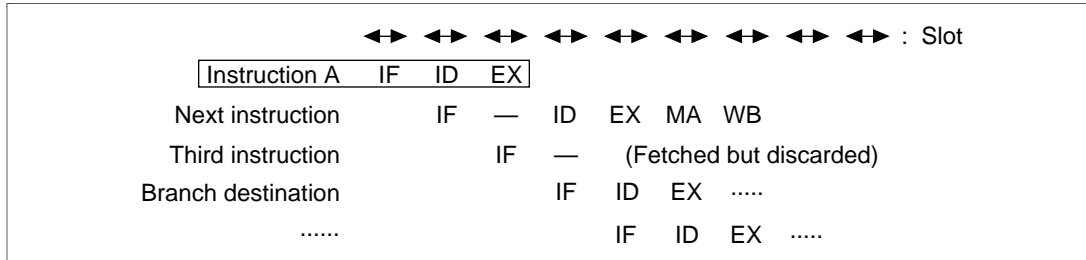 : Slot
Instruction A IF ID EX
Next instruction IF — ID EX MA WB
Third instruction IF — (Fetched but discarded)
Branch destination IF ID EX .....
...... IF ID EX .....